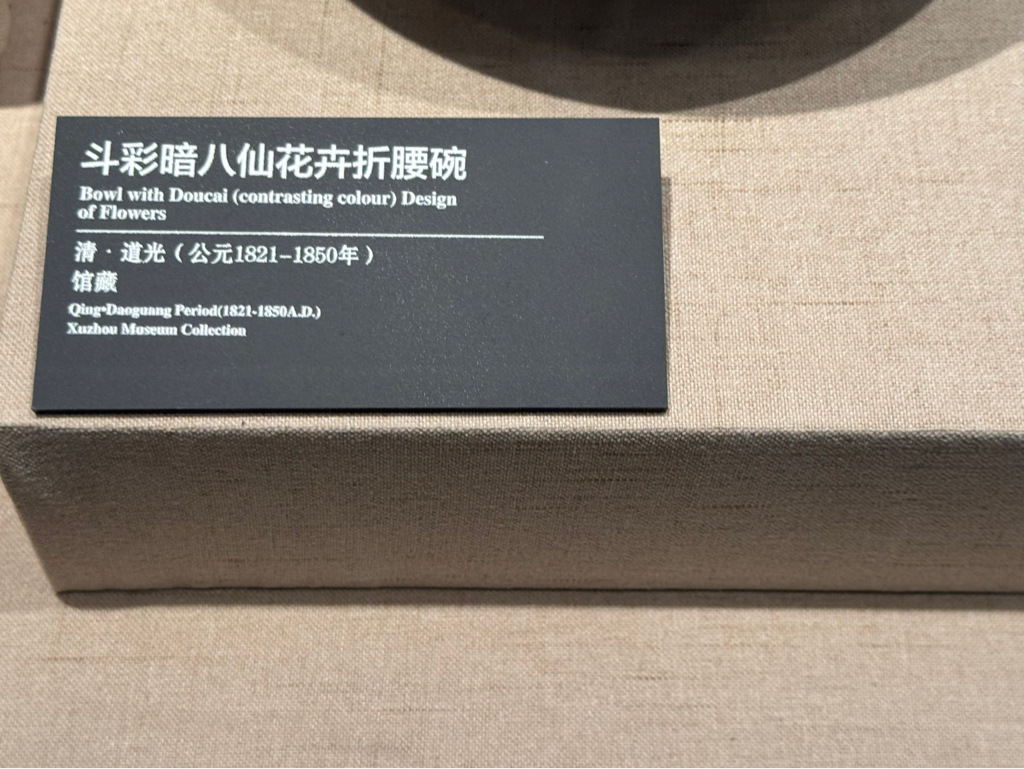 斗彩暗八仙花卉折腰碗
Bowl with Doucai (contrasting colour) Design
of Flowers
清·道光（公元1821-1850年）
馆藏
Qing•Daoguang Period(1821-1850A.D.)
Xuzhou Museum Collection